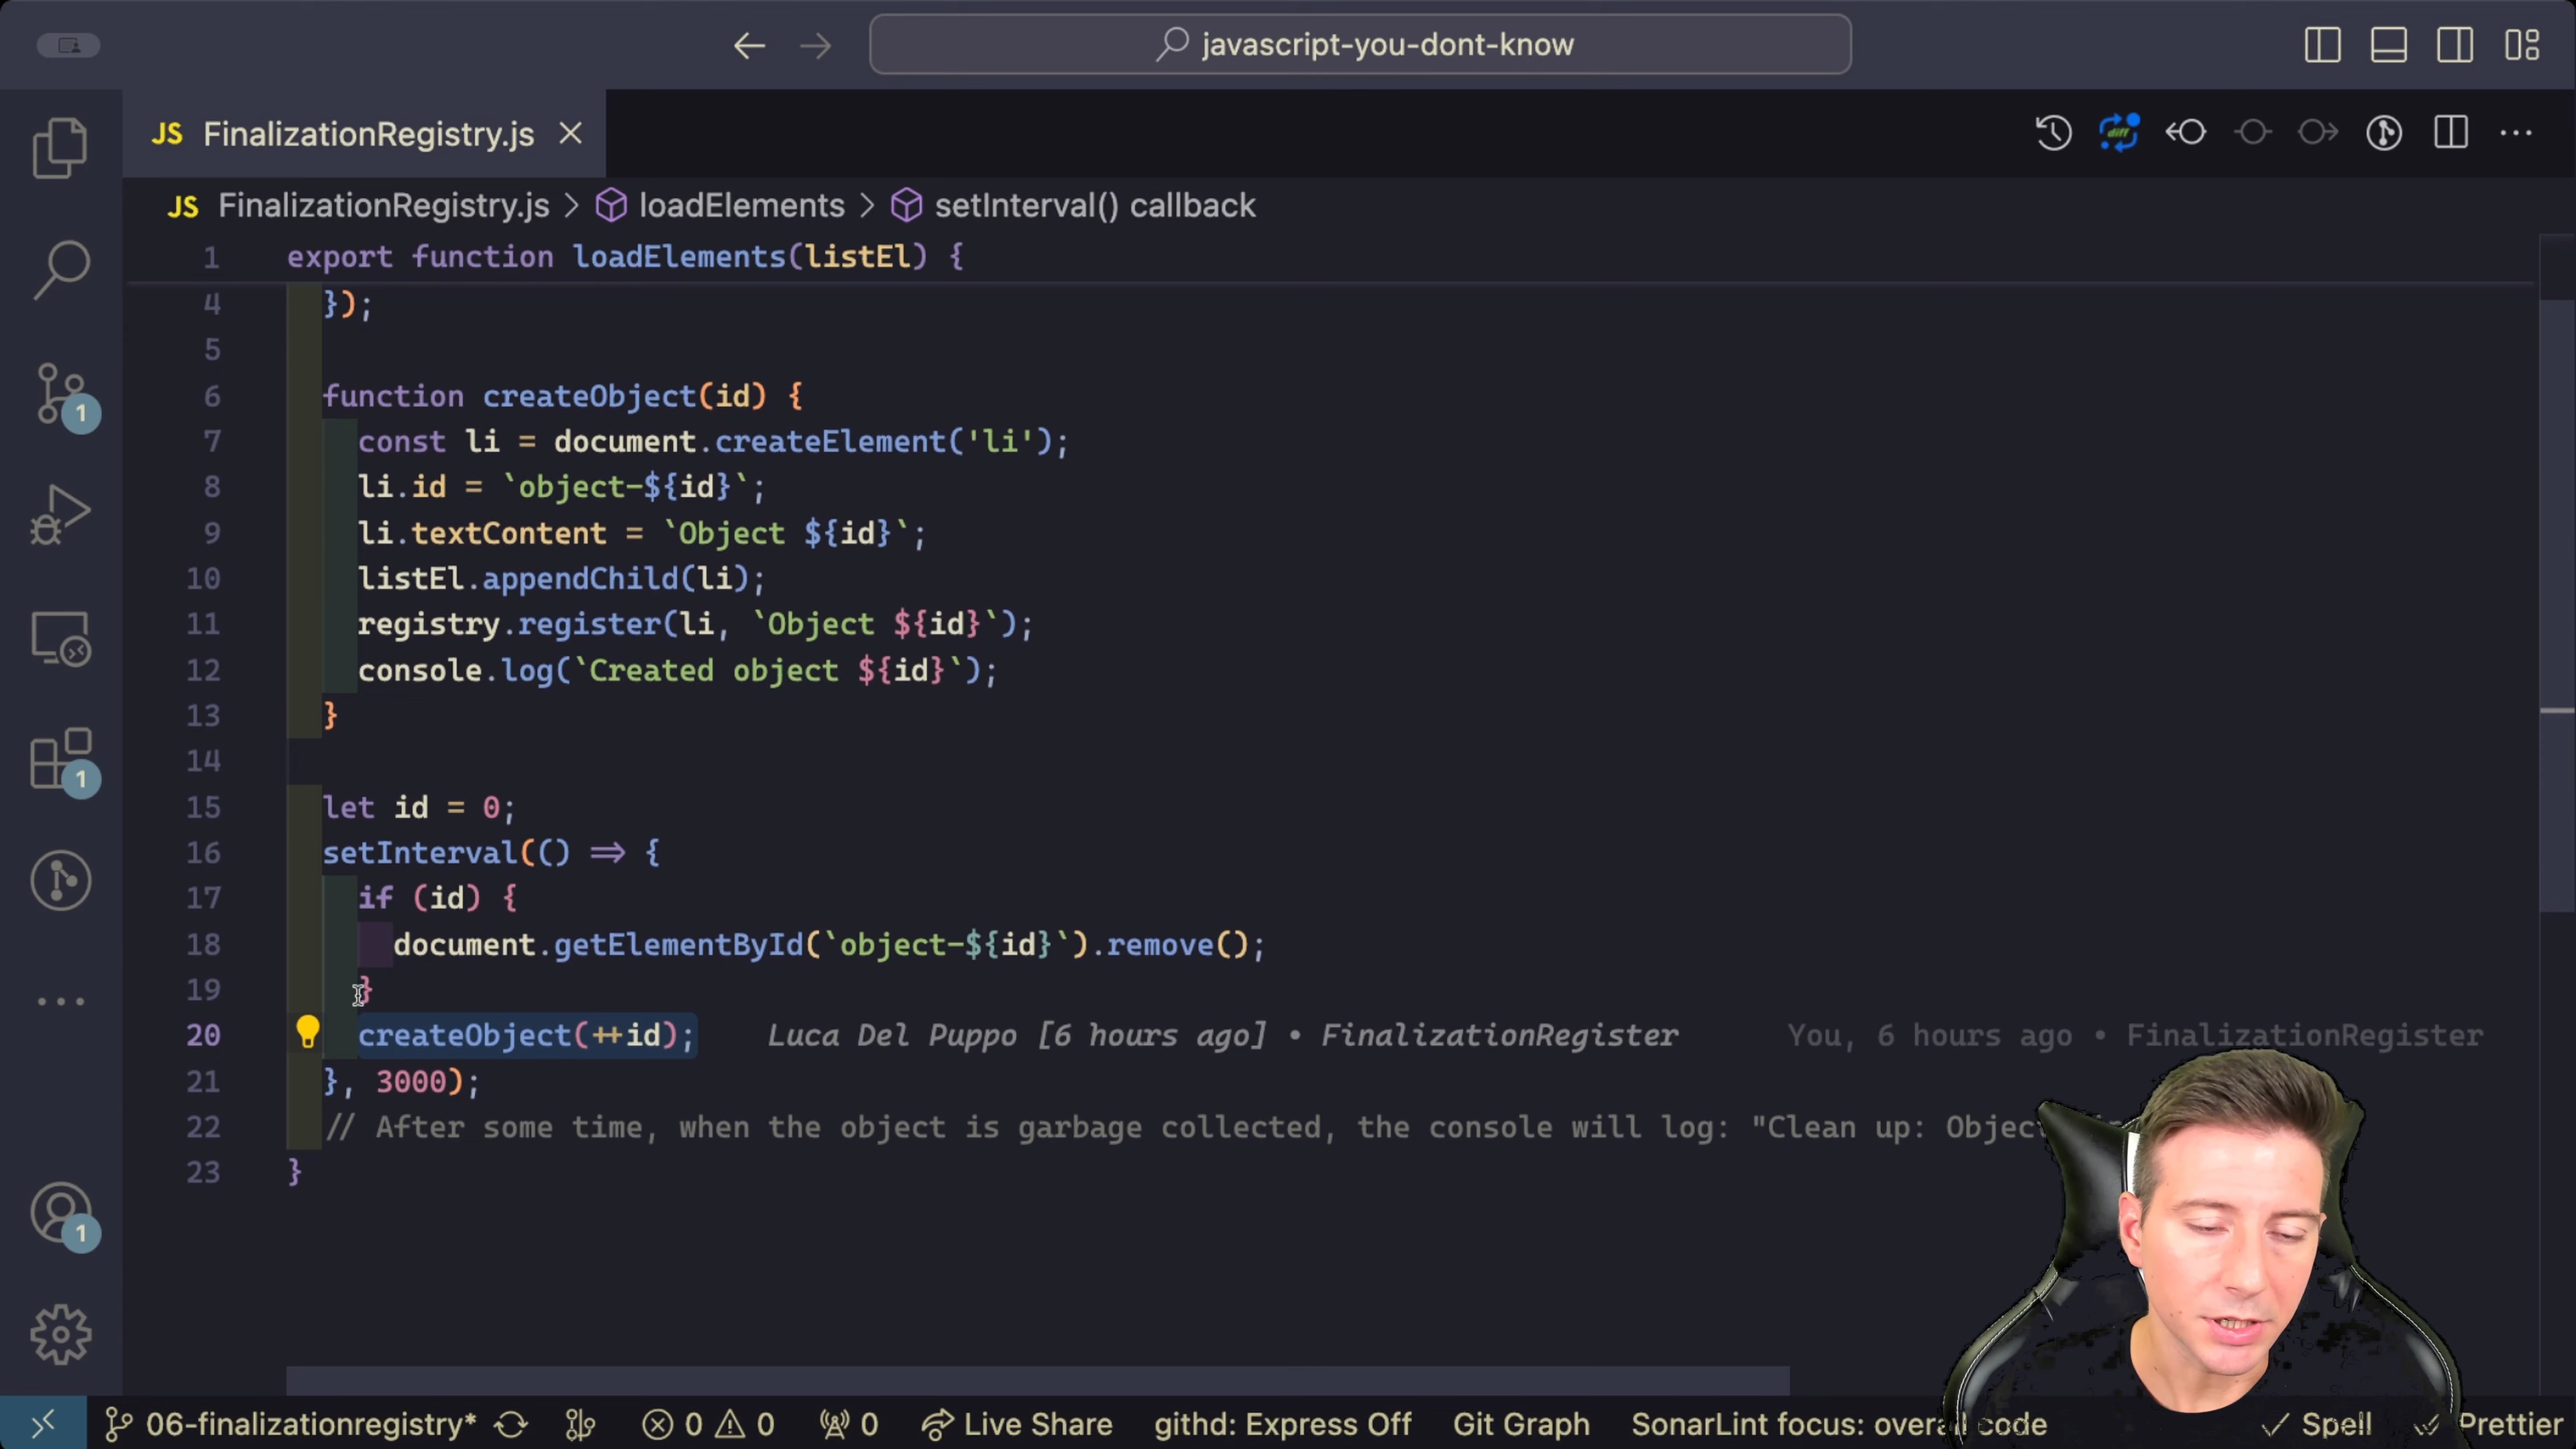 javascript-you-dont-know
JS FinalizationRegistry.js
diff
JS FinalizationRegistry.js > loadElements > setInterval() callback
1 export function loadElements(listEl) {
4 });
5
6 function createObject(id) {
7 const li = document.createElement('li');
8 li.id = `object-${id}`;
9 li.textContent = `Object ${id}`;
10 listEl.appendChild(li);
11 registry.register(li, `Object ${id}`);
12 console.log(`Created object ${id}`);
13 }
14
15 let id = 0;
16 setInterval(() => {
17 if (id) {
18 document.getElementById(`object-${id}`).remove();
19 }
20 createObject(++id); Luca Del Puppo [6 hours ago] • FinalizationRegister You, 6 hours ago • FinalizationRegister
21 }, 3000);
22 // After some time, when the object is garbage collected, the console will log: "Clean up: Objec
23 }
1
1
1
06-finalizationregistry* 0 0 0 Live Share githd: Express Off Git Graph SonarLint focus: overall code Spell Prettier